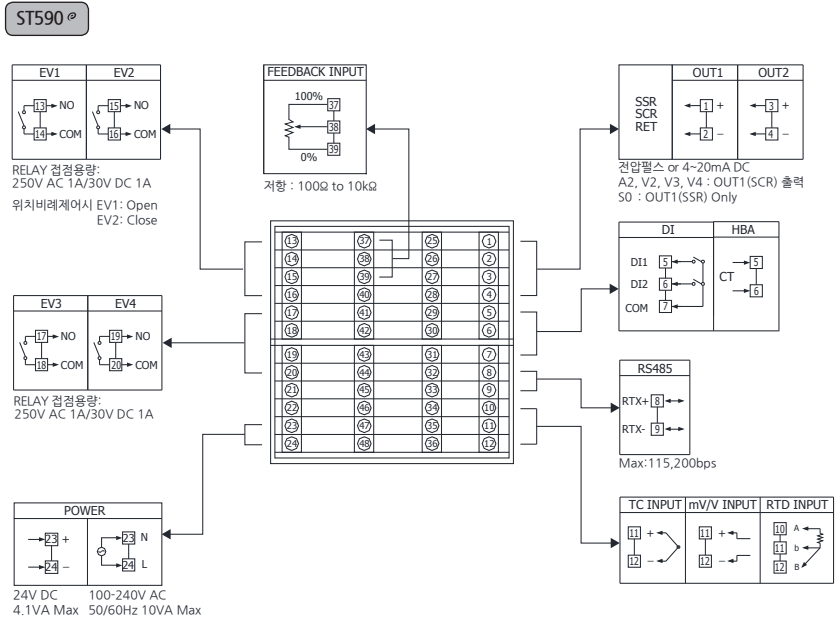 ST590
EV1 EV2
13 NO 15 NO
14 COM 16 COM
RELAY 접점용량:
250V AC 1A/30V DC 1A
위치비례제어시 EV1: Open
EV2: Close
FEEDBACK INPUT
100% 37
38
0% 39
저항 : 100Ω to 10kΩ
OUT1 OUT2
SSR
SCR
RET
1 + 3 +
2 − 4 −
전압펄스 or 4~20mA DC
A2, V2, V3, V4 : OUT1(SCR) 출력
S0 : OUT1(SSR) Only
13 37 25 1
14 38 26 2
15 39 27 3
16 40 28 4
17 41 29 5
18 42 30 6
19 43 31 7
20 44 32 8
21 45 33 9
22 46 34 10
23 47 35 11
24 48 36 12
DI HBA
DI1 5
DI2 6
COM 7
CT 5
6
EV3 EV4
17 NO 19 NO
18 COM 20 COM
RELAY 접점용량:
250V AC 1A/30V DC 1A
RS485
RTX+ 8
RTX- 9
Max:115,200bps
POWER
23 + 23 N
24 − 24 L
24V DC 100-240V AC
4.1VA Max 50/60Hz 10VA Max
TC INPUT mV/V INPUT RTD INPUT
11 + 11 + 10 A
11 b
12 − 12 − 12 B